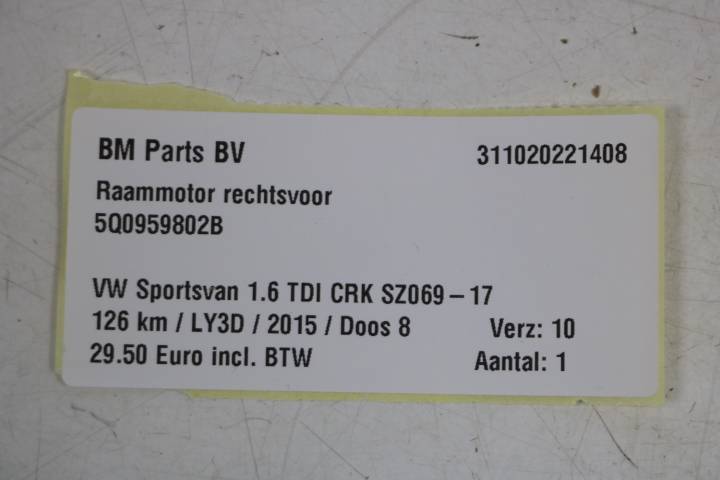 BM Parts BV 311020221408
Raammotor rechtsvoor
5Q0959802B
VW Sportsvan 1.6 TDI CRK SZ069-17
126 km / LY3D / 2015 / Doos 8 Verz: 10
29.50 Euro incl. BTW Aantal: 1